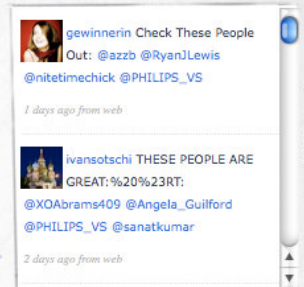 gewinnerin Check These People
Out: @azzb @RyanJLewis
@nitetimechick @PHILIPS_VS
1 days ago from web
ivansotschi THESE PEOPLE ARE
GREAT:%20%23RT:
@XOAbrams409 @Angela_Guilford
@PHILIPS_VS @sanatkumar
2 days ago from web